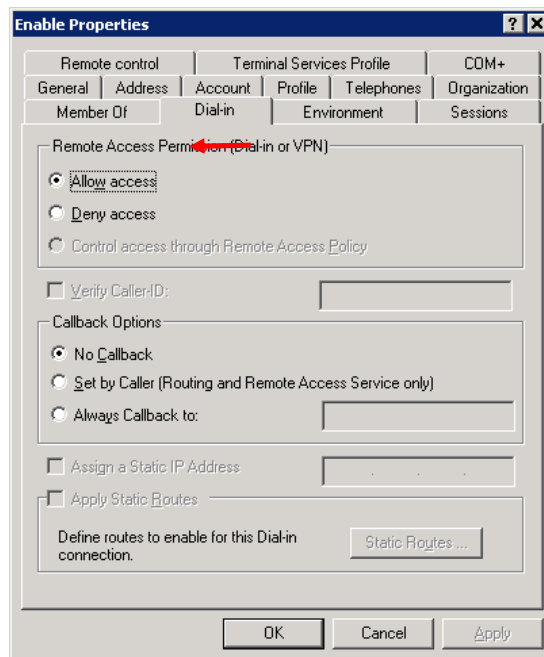 Enable Properties
Remote control Terminal Services Profile COM+
General Address Account Profile Telephones Organization
Member Of Dial-in Environment Sessions
Remote Access Permission (Dial-in or VPN)
Allow access
Deny access
Control access through Remote Access Policy
Verify Caller-ID:
Callback Options
No Callback
Set by Caller (Routing and Remote Access Service only)
Always Callback to:
Assign a Static IP Address
Apply Static Routes
Define routes to enable for this Dial-in
connection.
Static Routes ...
OK Cancel Apply